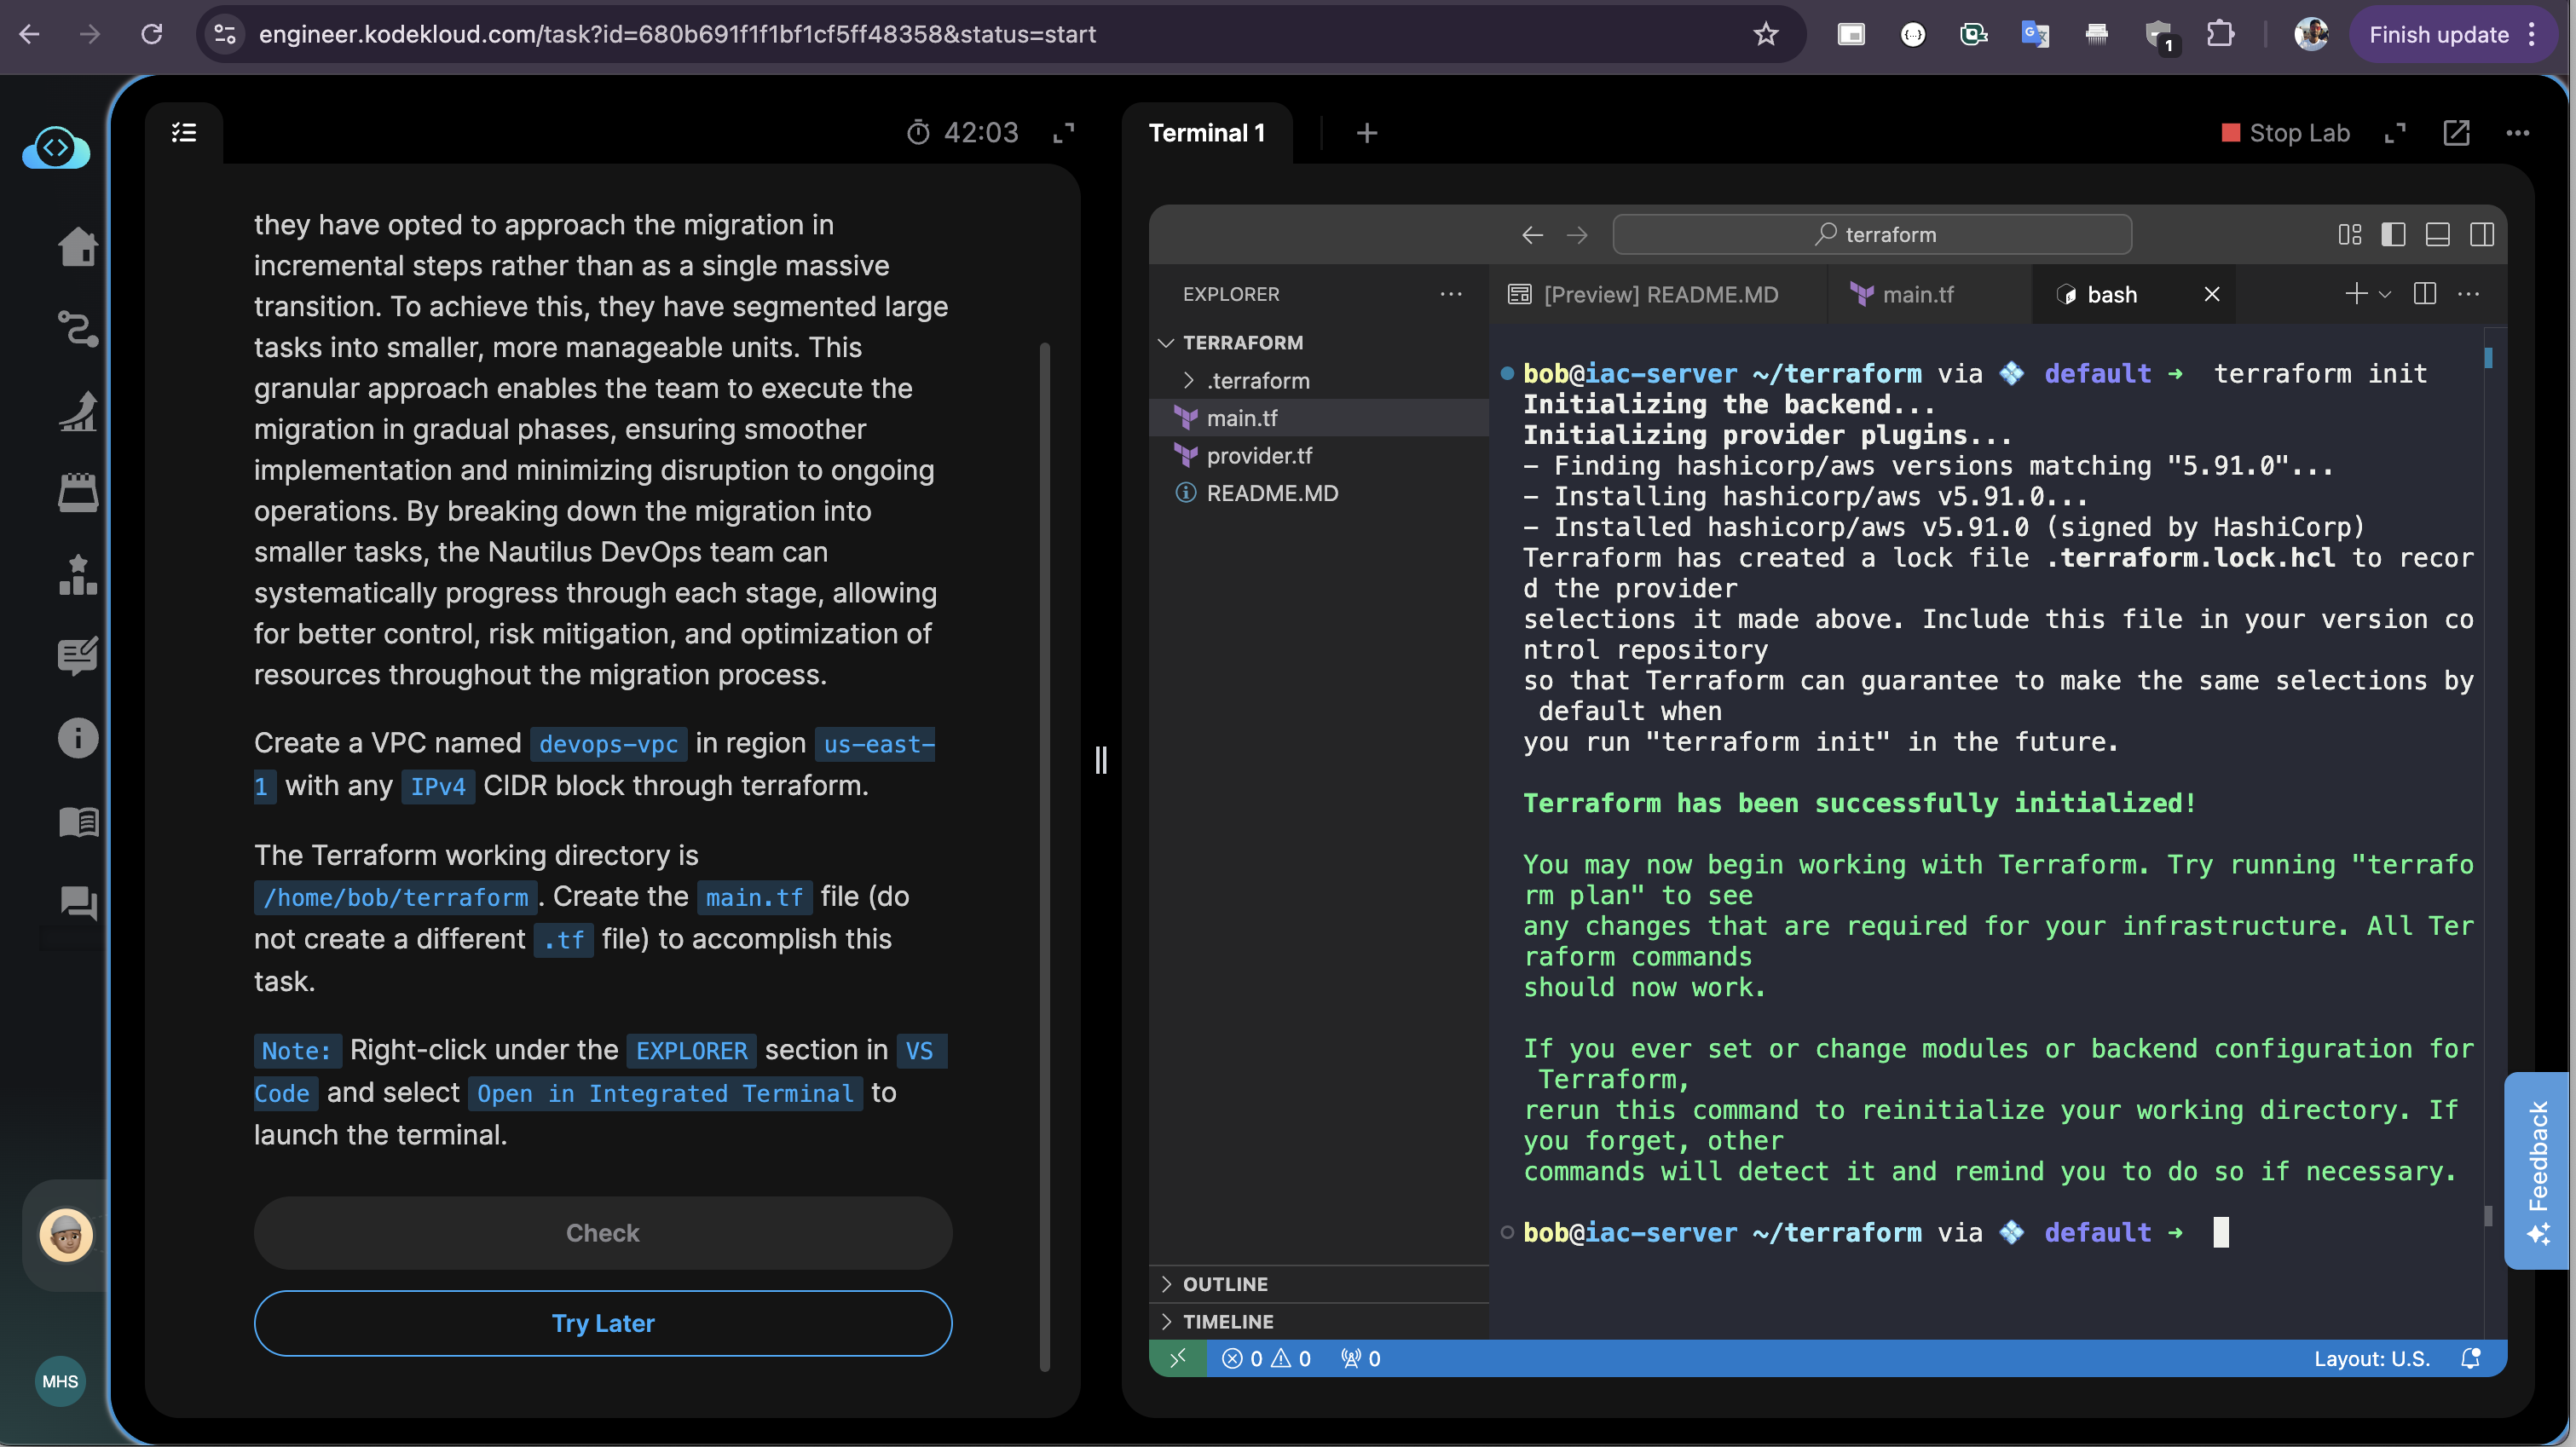 engineer.kodekloud.com/task?id=680b691f1f1bf1cf5ff48358&status=start
1
Finish update
42:03
Terminal 1
Stop Lab
they have opted to approach the migration in
incremental steps rather than as a single massive
transition. To achieve this, they have segmented large
tasks into smaller, more manageable units. This
granular approach enables the team to execute the
migration in gradual phases, ensuring smoother
implementation and minimizing disruption to ongoing
operations. By breaking down the migration into
smaller tasks, the Nautilus DevOps team can
systematically progress through each stage, allowing
for better control, risk mitigation, and optimization of
resources throughout the migration process.
Create a VPC named devops-vpc in region us-east-
1 with any IPv4 CIDR block through terraform.
The Terraform working directory is
/home/bob/terraform. Create the main.tf file (do
not create a different .tf file) to accomplish this
task.
Note: Right-click under the EXPLORER section in VS
Code and select Open in Integrated Terminal to
launch the terminal.
Check
Try Later
MHS
terraform
EXPLORER
TERRAFORM
.terraform
main.tf
provider.tf
README.MD
OUTLINE
TIMELINE
[Preview] README.MD
main.tf
bash
bob@iac-server ~/terraform via default ➜ terraform init
Initializing the backend...
Initializing provider plugins...
- Finding hashicorp/aws versions matching "5.91.0"...
- Installing hashicorp/aws v5.91.0...
- Installed hashicorp/aws v5.91.0 (signed by HashiCorp)
Terraform has created a lock file .terraform.lock.hcl to recor
d the provider
selections it made above. Include this file in your version co
ntrol repository
so that Terraform can guarantee to make the same selections by
default when
you run "terraform init" in the future.
Terraform has been successfully initialized!
You may now begin working with Terraform. Try running "terrafo
rm plan" to see
any changes that are required for your infrastructure. All Ter
raform commands
should now work.
If you ever set or change modules or backend configuration for
Terraform,
rerun this command to reinitialize your working directory. If
you forget, other
commands will detect it and remind you to do so if necessary.
bob@iac-server ~/terraform via default ➜
0 0 0
Layout: U.S.
Feedback